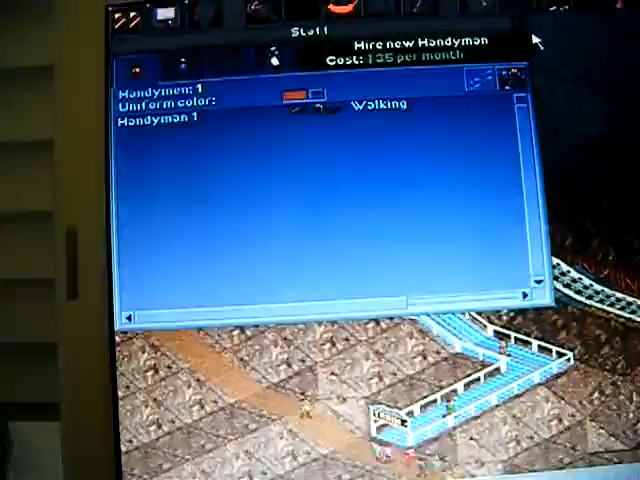 Staff
Hire new Handyman
Cost: 135 per month
Handymen: 1
Uniform color:
Handyman 1
Walking